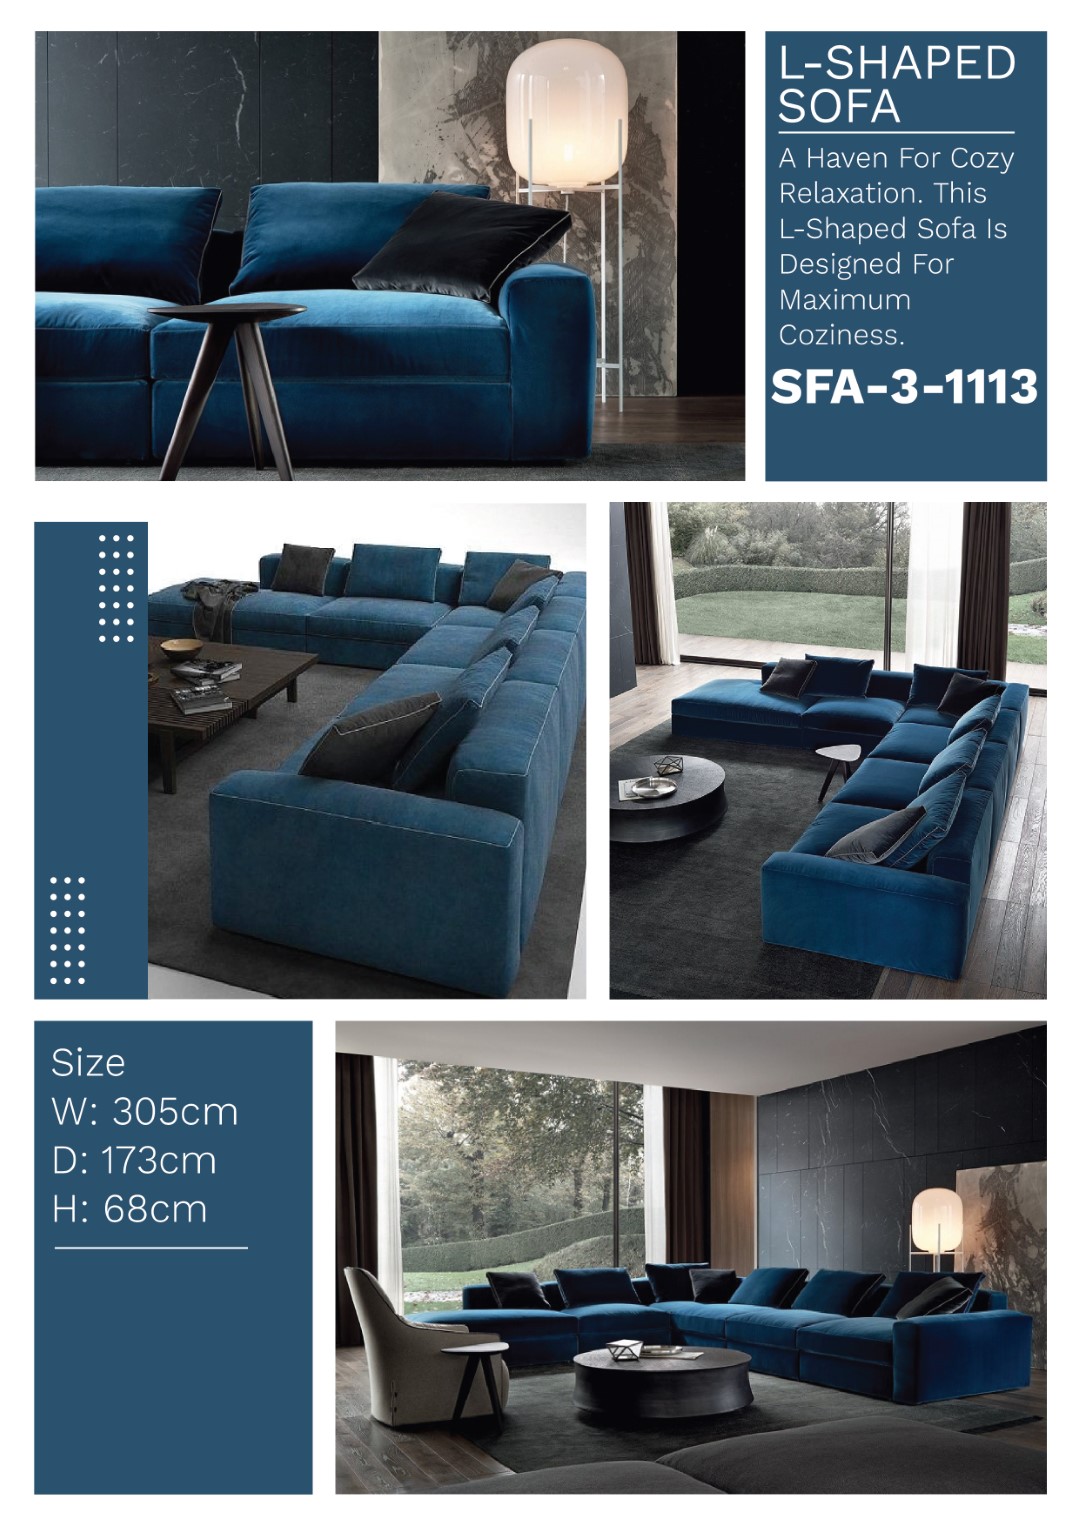 L-SHAPED
SOFA
A Haven For Cozy
Relaxation. This
L-Shaped Sofa Is
Designed For
Maximum
Coziness.
SFA-3-1113
Size
W: 305cm
D: 173cm
H: 68cm